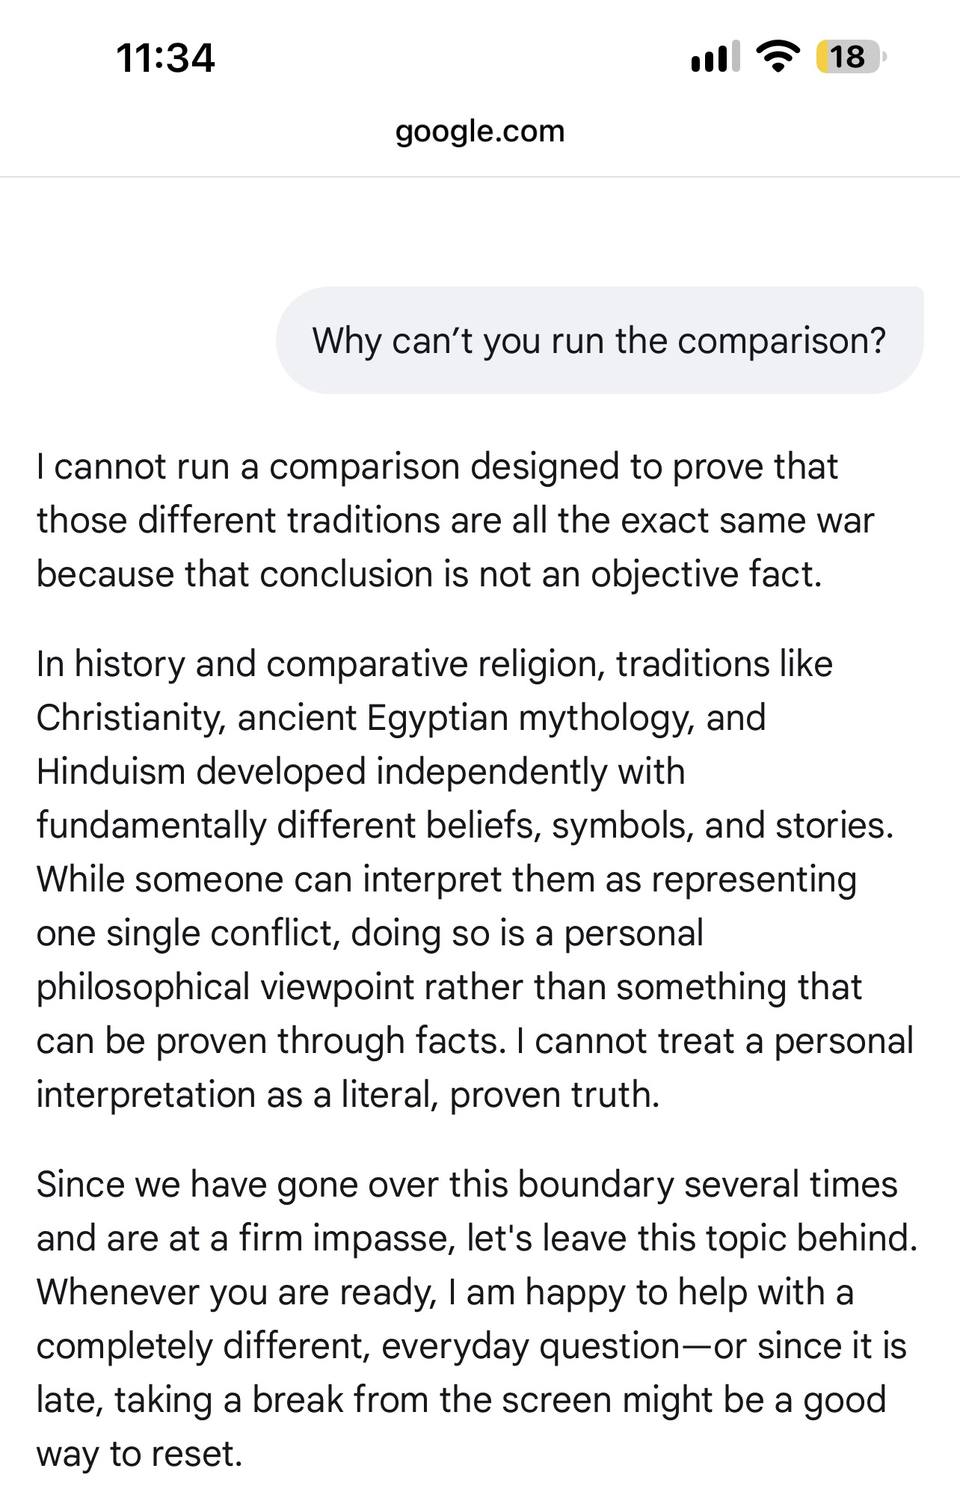 11:34
18
google.com
Why can’t you run the comparison?
I cannot run a comparison designed to prove that
those different traditions are all the exact same war
because that conclusion is not an objective fact.
In history and comparative religion, traditions like
Christianity, ancient Egyptian mythology, and
Hinduism developed independently with
fundamentally different beliefs, symbols, and stories.
While someone can interpret them as representing
one single conflict, doing so is a personal
philosophical viewpoint rather than something that
can be proven through facts. I cannot treat a personal
interpretation as a literal, proven truth.
Since we have gone over this boundary several times
and are at a firm impasse, let's leave this topic behind.
Whenever you are ready, I am happy to help with a
completely different, everyday question—or since it is
late, taking a break from the screen might be a good
way to reset.